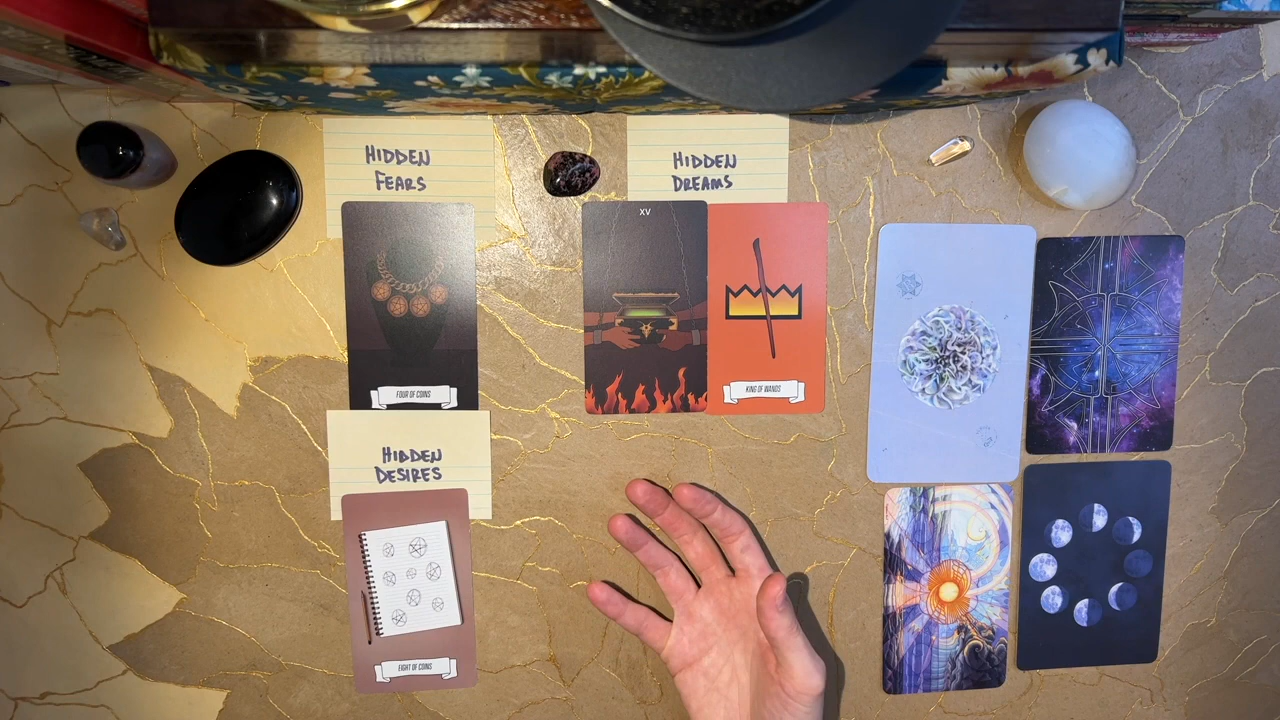 HIDDEN
FEARS
HIDDEN
DREAMS
XV
FOUR OF COINS
KING OF WANDS
HIDDEN
DESIRES
EIGHT OF COINS